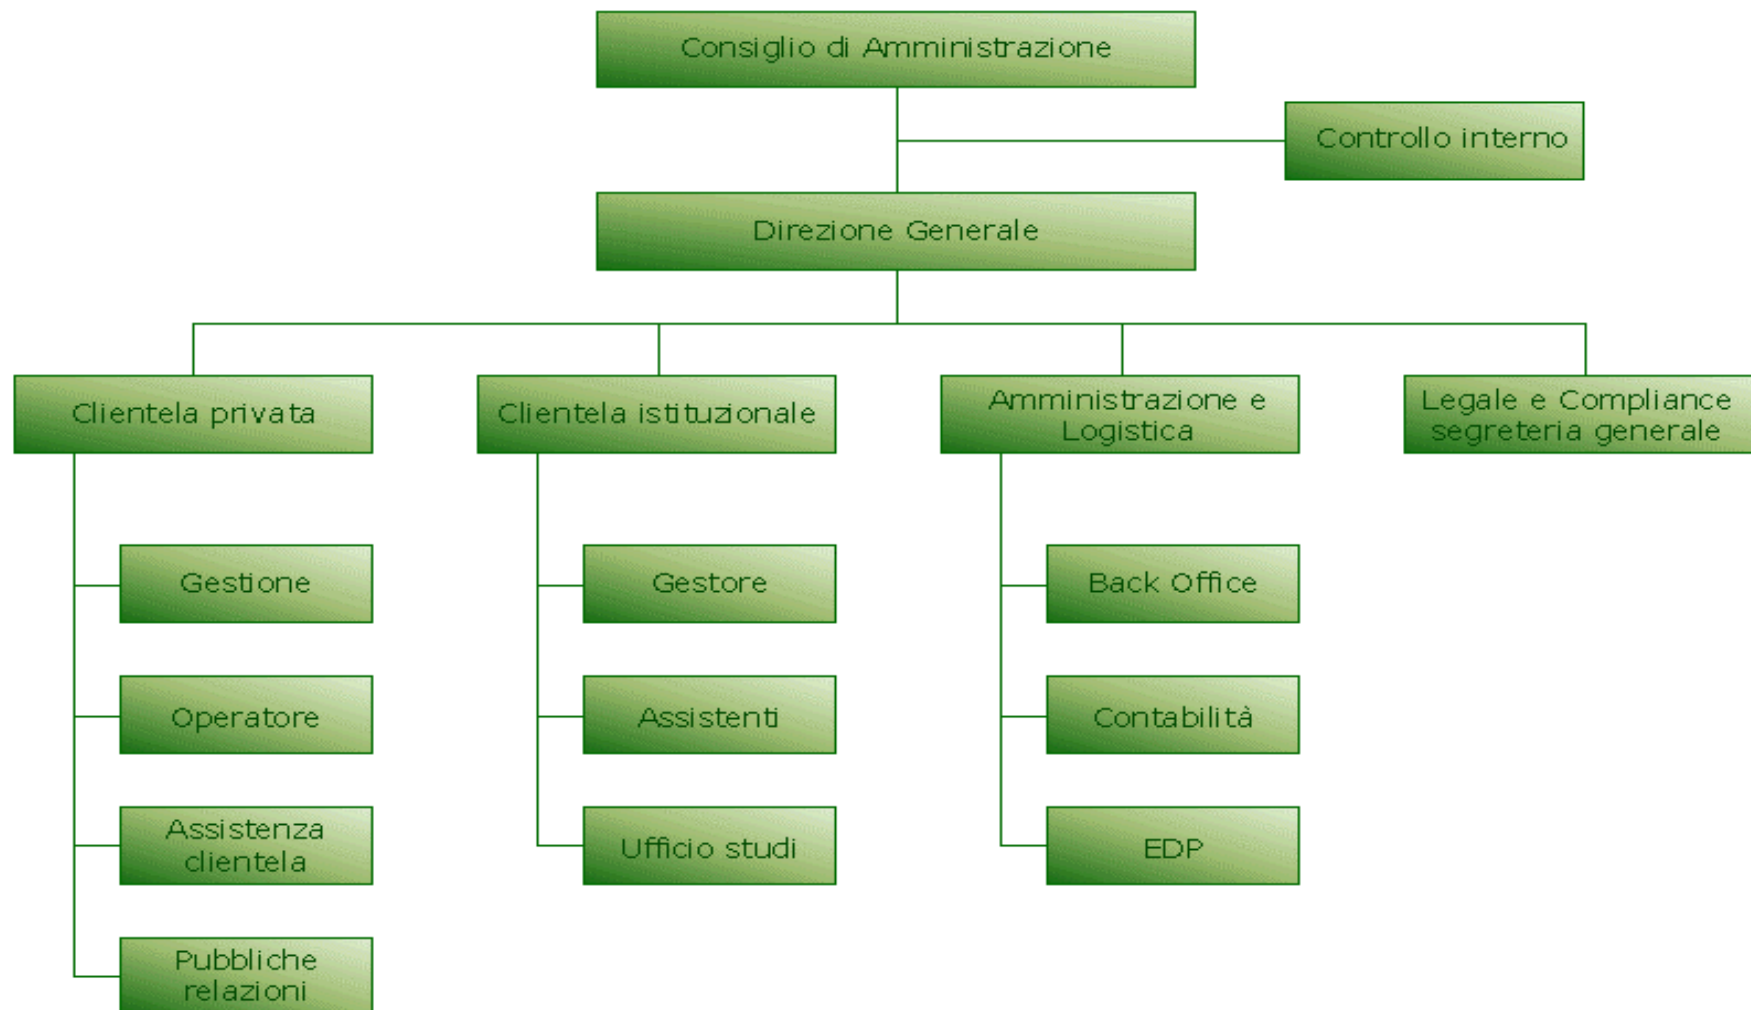 Consiglio di Amministrazione
Controllo interno
Direzione Generale
Clientela privata
Clientela istituzionale
Amministrazione e
Logistica
Legale e Compliance
segreteria generale
Gestione
Gestore
Back Office
Operatore
Assistenti
Contabilità
Assistenza
clientela
Ufficio studi
EDP
Pubbliche
relazioni